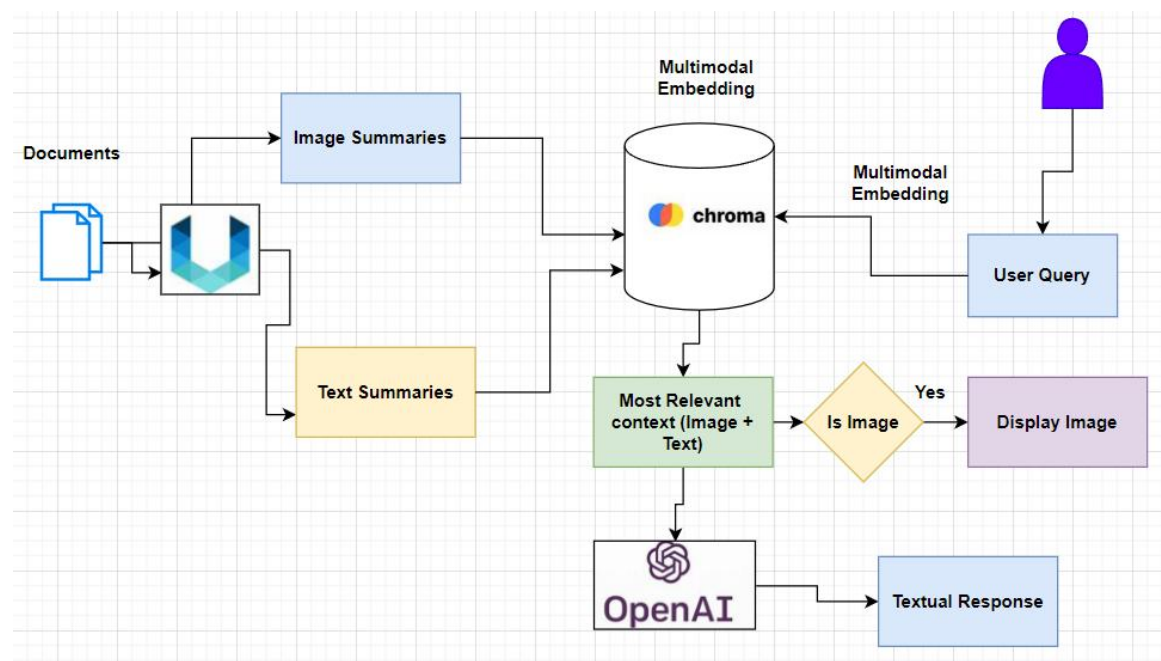 Multimodal
Embedding
Image Summaries
Documents
Multimodal
Embedding
chroma
User Query
Text Summaries
Most Relevant
context (Image +
Text)
Is Image
Yes
Display Image
OpenAI
Textual Response